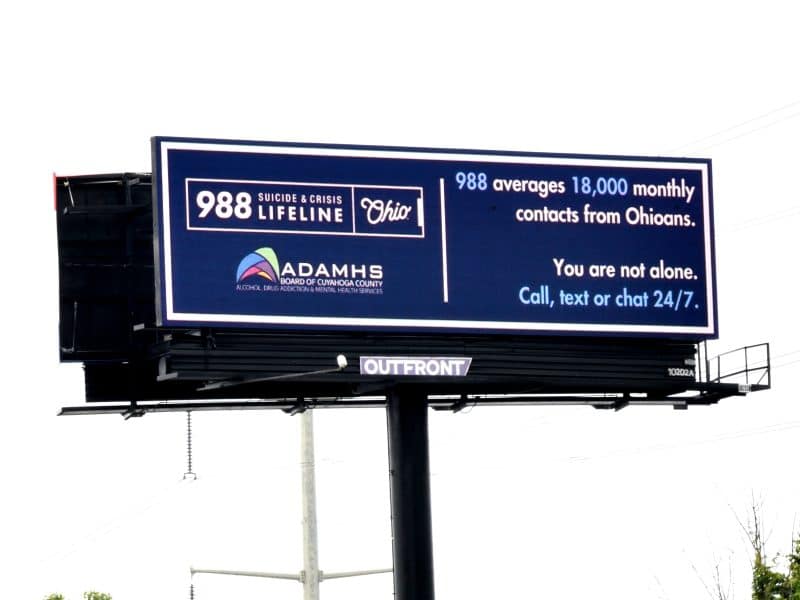 988 SUICIDE & CRISIS
LIFELINE
Ohio
ADAMHS
BOARD OF CUYAHOGA COUNTY
ALCOHOL, DRUG ADDICTION & MENTAL HEALTH SERVICES
988 averages 18,000 monthly
contacts from Ohioans.
You are not alone.
Call, text or chat 24/7.
OUTFRONT/
10202A